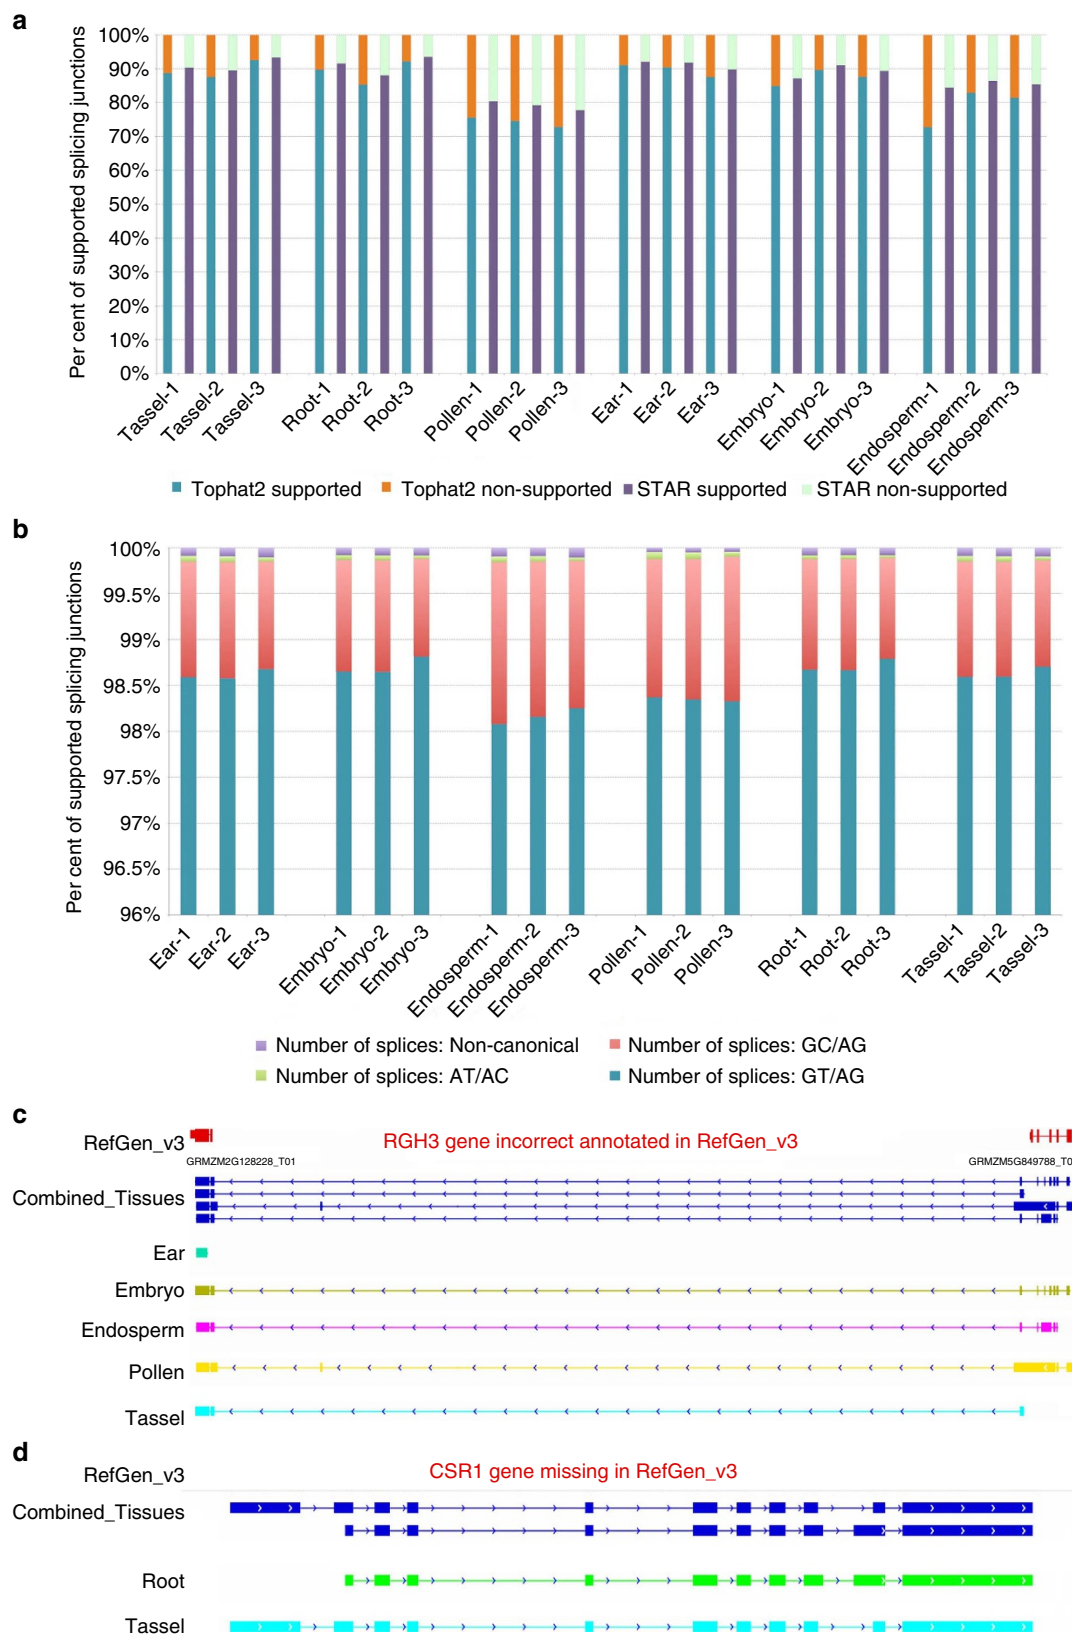 a
Per cent of supported splicing junctions
100%
90%
80%
70%
60%
50%
40%
30%
20%
10%
0%
Tassel-1
Tassel-2
Tassel-3
Root-1
Root-2
Root-3
Pollen-1
Pollen-2
Pollen-3
Ear-1
Ear-2
Ear-3
Embryo-1
Embryo-2
Embryo-3
Endosperm-1
Endosperm-2
Endosperm-3
Tophat2 supported
Tophat2 non-supported
STAR supported
STAR non-supported
b
Per cent of supported splicing junctions
100%
99.5%
99%
98.5%
98%
97.5%
97%
96.5%
96%
Ear-1
Ear-2
Ear-3
Embryo-1
Embryo-2
Embryo-3
Endosperm-1
Endosperm-2
Endosperm-3
Pollen-1
Pollen-2
Pollen-3
Root-1
Root-2
Root-3
Tassel-1
Tassel-2
Tassel-3
Number of splices: Non-canonical
Number of splices: GC/AG
Number of splices: AT/AC
Number of splices: GT/AG
c
RefGen_v3
RGH3 gene incorrect annotated in RefGen_v3
GRMZM2G128228_T01
GRMZM5G849788_T0
Combined_Tissues
Ear
Embryo
Endosperm
Pollen
Tassel
d
RefGen_v3
CSR1 gene missing in RefGen_v3
Combined_Tissues
Root
Tassel